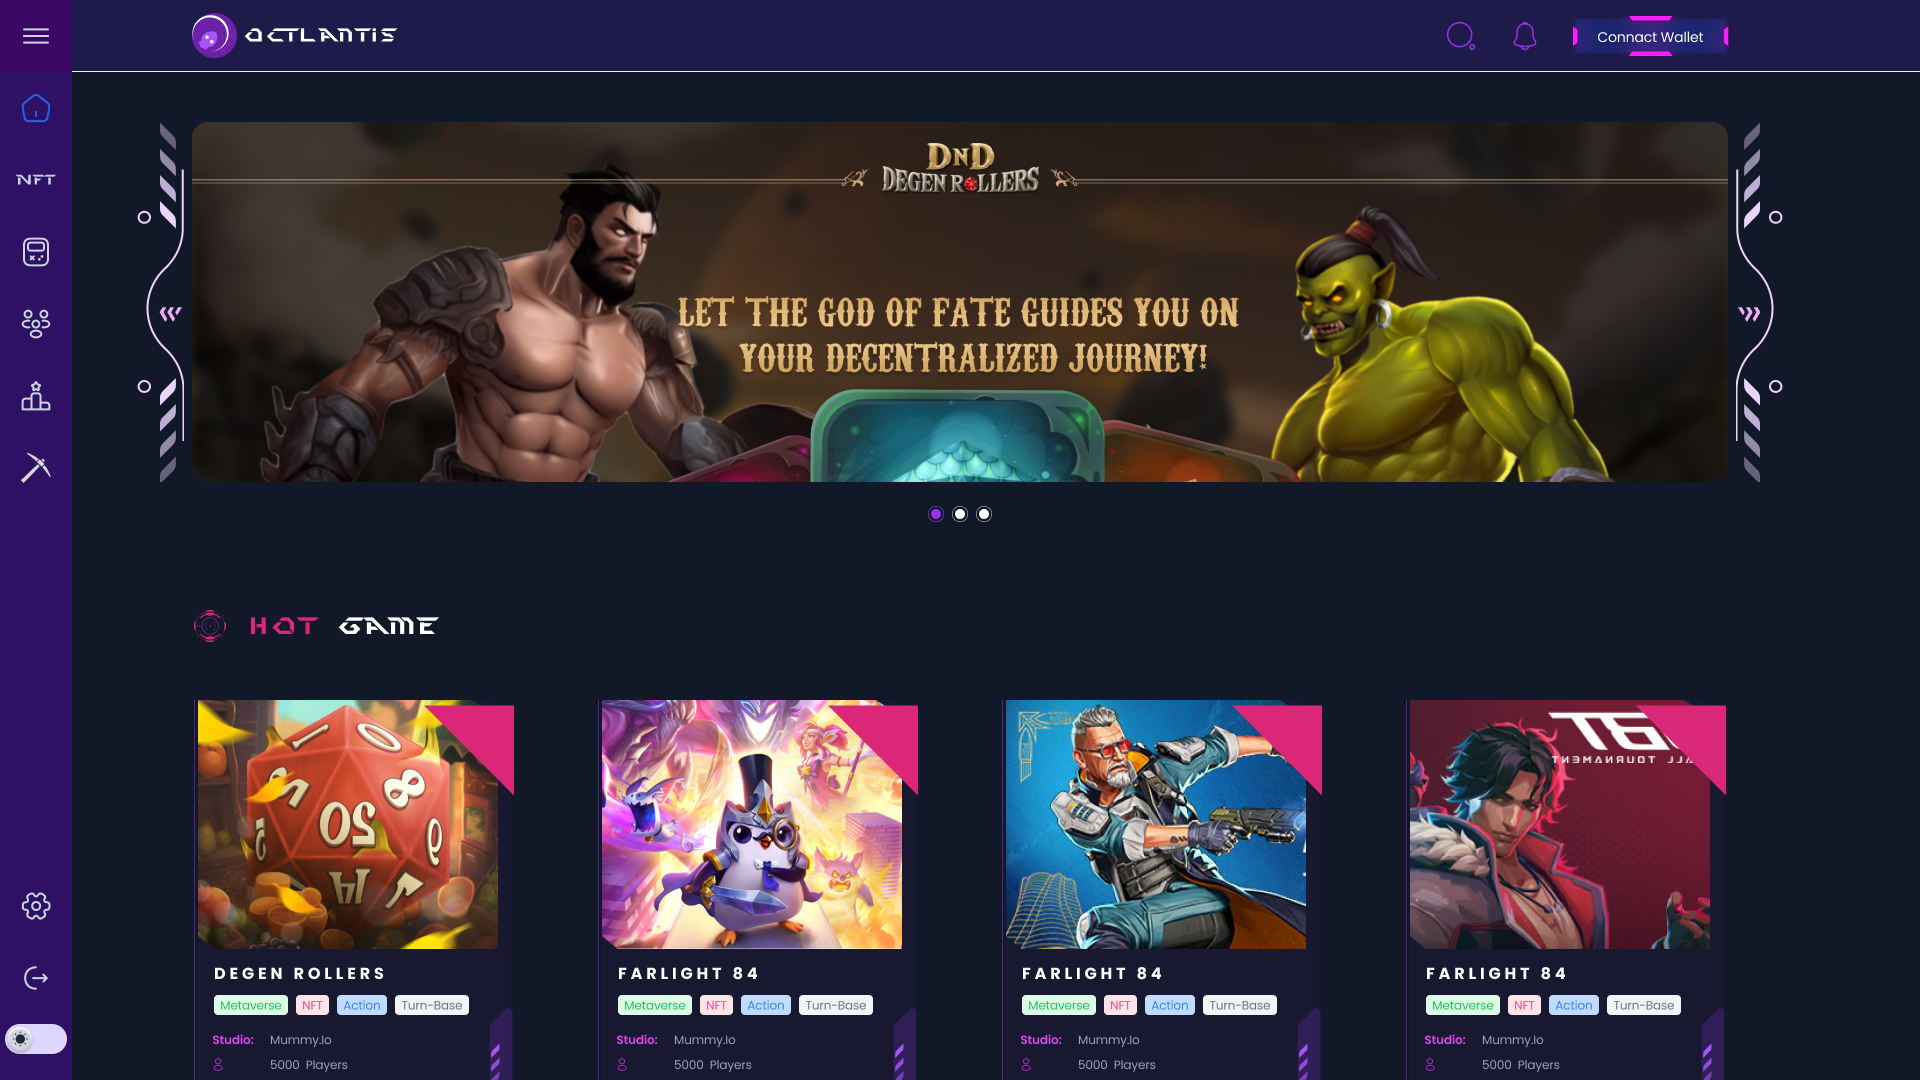 OCTLANTIS
Connact Wallet
NFT
DND
DEGEN ROLLERS
LET THE GOD OF FATE GUIDES YOU ON
YOUR DECENTRALIZED JOURNEY!
HOT GAME
DEGEN ROLLERS
Metaverse NFT Action Turn-Base
Studio: Mummy.Io
5000 Players
FARLIGHT 84
Metaverse NFT Action Turn-Base
Studio: Mummy.Io
5000 Players
FARLIGHT 84
Metaverse NFT Action Turn-Base
Studio: Mummy.Io
5000 Players
TOURNAMENT
FARLIGHT 84
Metaverse NFT Action Turn-Base
Studio: Mummy.Io
5000 Players